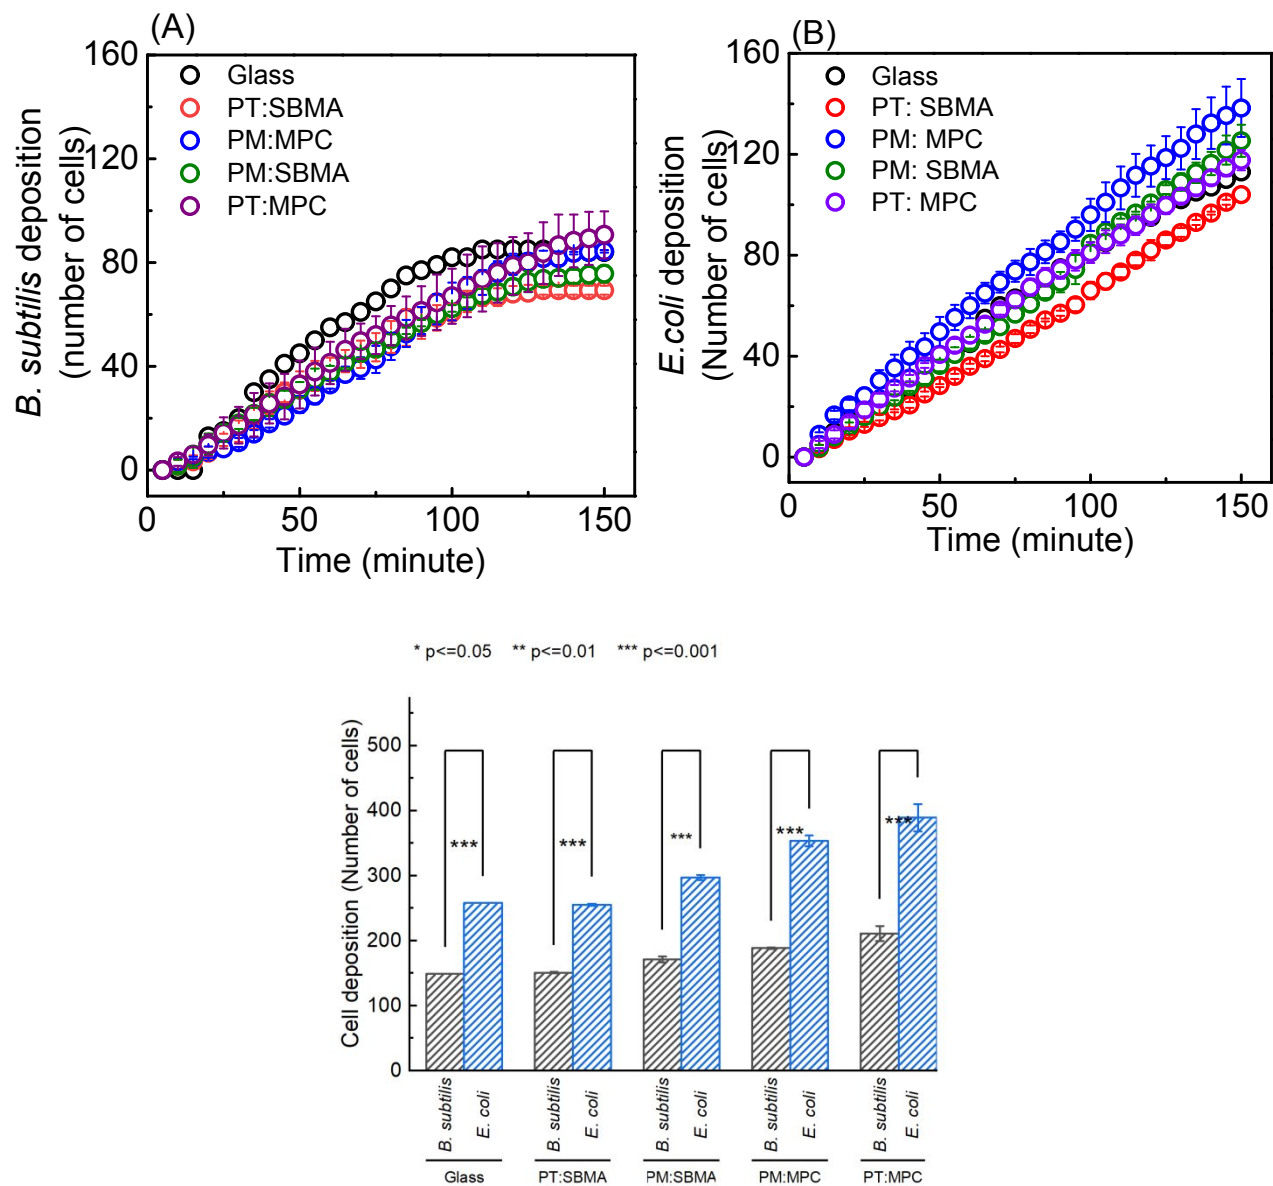 (A)
160
120
80
40
0
B. subtilis deposition
(number of cells)
Glass
PT:SBMA
PM:MPC
PM:SBMA
PT:MPC
0 50 100 150
Time (minute)
(B)
160
120
80
40
0
E.coli deposition
(Number of cells)
Glass
PT: SBMA
PM: MPC
PM: SBMA
PT: MPC
0 50 100 150
Time (minute)
* p<=0.05 ** p<=0.01 *** p<=0.001
Cell deposition (Number of cells)
500
400
300
200
100
0
*** *** *** *** ***
B. subtilis E. coli B. subtilis E. coli B. subtilis E. coli B. subtilis E. coli B. subtilis E. coli
Glass PT:SBMA PM:SBMA PM:MPC PT:MPC